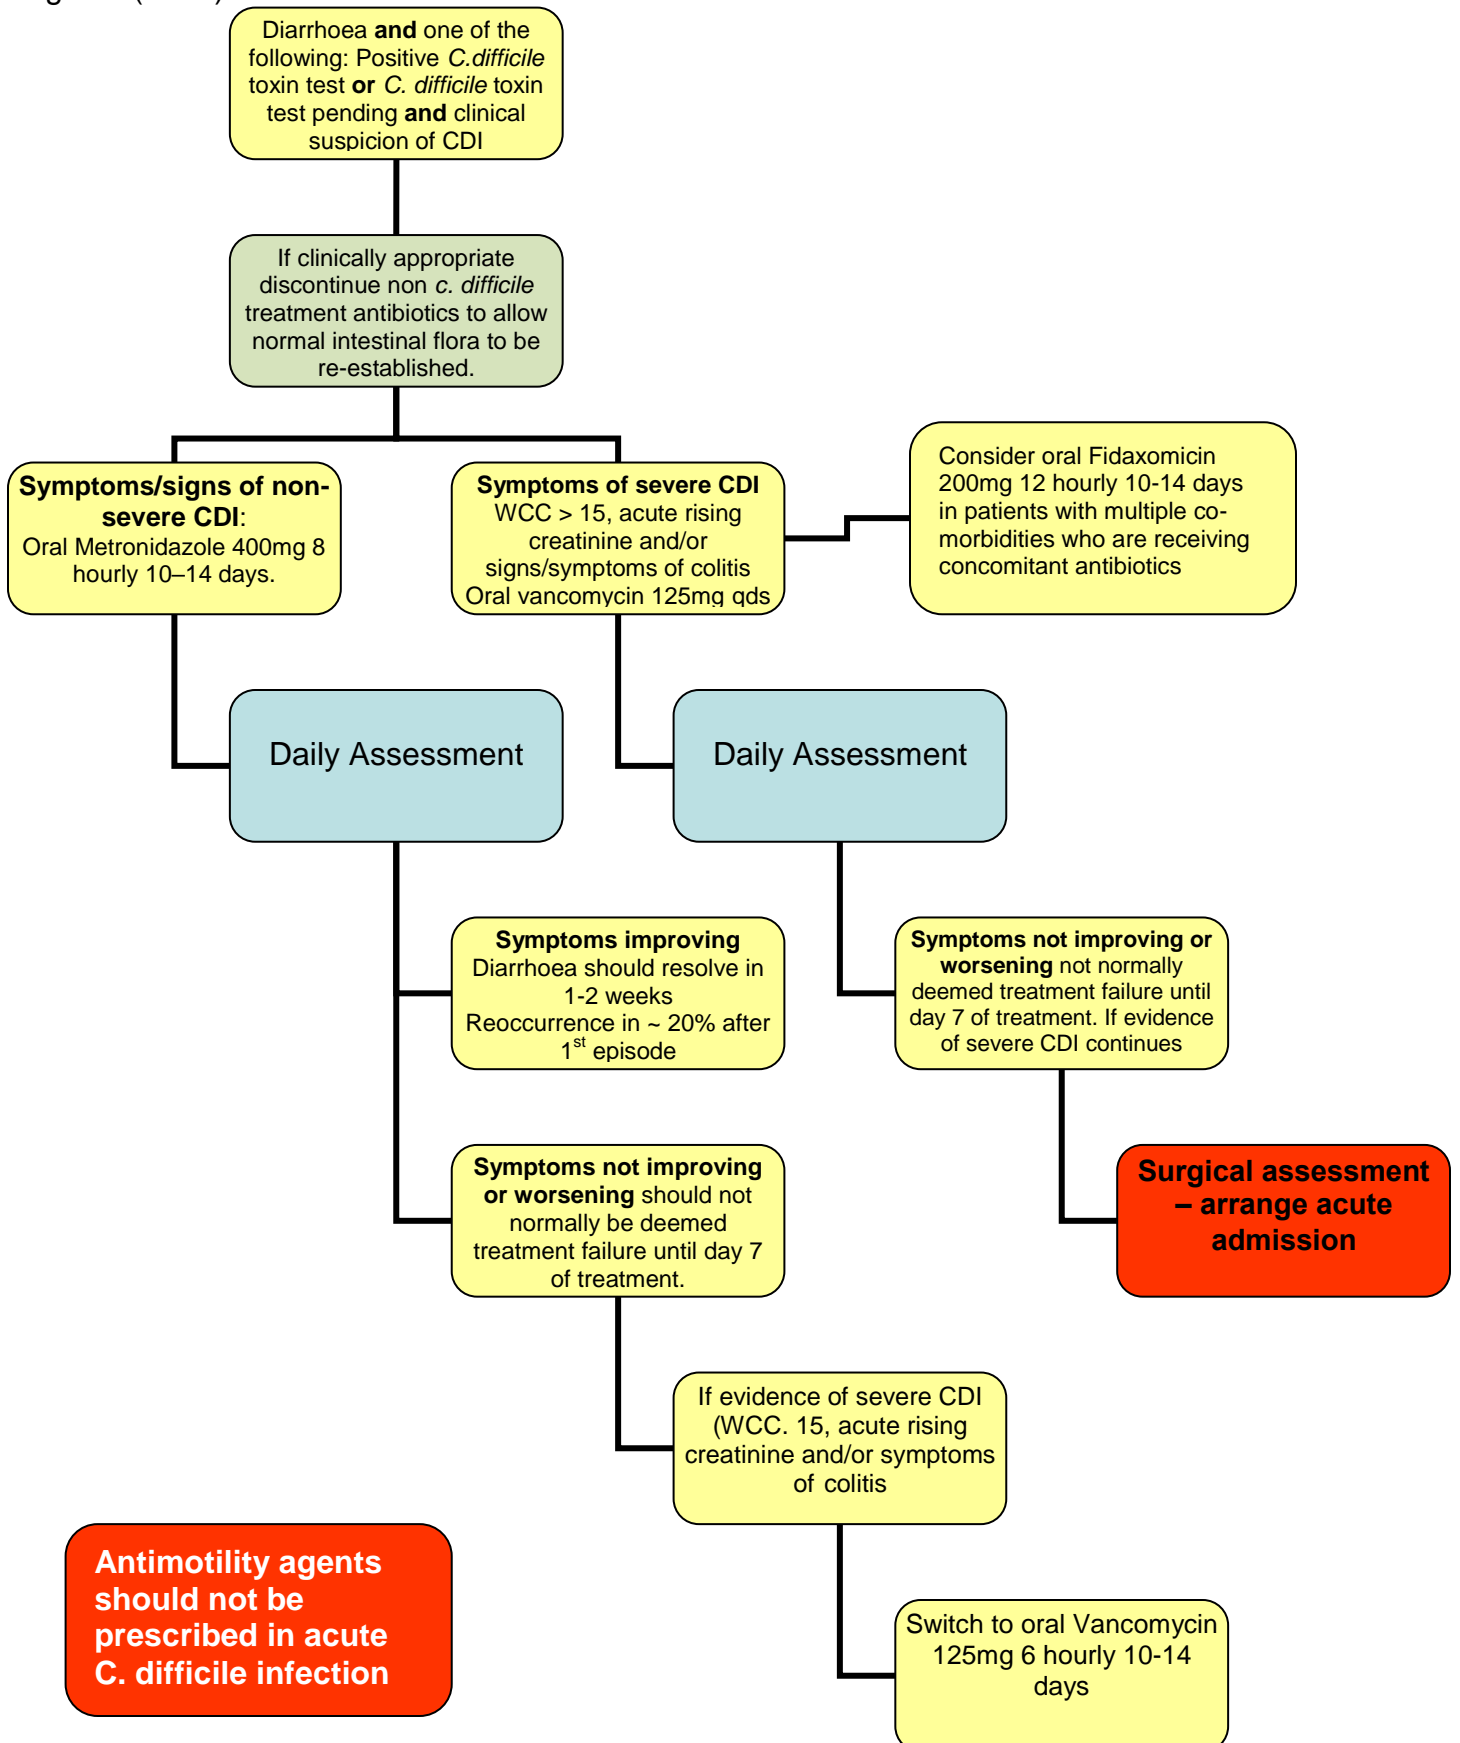 Diarrhoea and one of the
following: Positive C.difficile
toxin test or C. difficile toxin
test pending and clinical
suspicion of CDI
If clinically appropriate
discontinue non c. difficile
treatment antibiotics to allow
normal intestinal flora to be
re-established.
Symptoms/signs of non-
severe CDI:
Oral Metronidazole 400mg 8
hourly 10–14 days.
Symptoms of severe CDI
WCC > 15, acute rising
creatinine and/or
signs/symptoms of colitis
Oral vancomycin 125mg qds
Consider oral Fidaxomicin
200mg 12 hourly 10-14 days
in patients with multiple co-
morbidities who are receiving
concomitant antibiotics
Daily Assessment
Daily Assessment
Symptoms improving
Diarrhoea should resolve in
1-2 weeks
Reoccurrence in ~ 20% after
1st episode
Symptoms not improving or
worsening not normally
deemed treatment failure until
day 7 of treatment. If evidence
of severe CDI continues
Symptoms not improving
or worsening should not
normally be deemed
treatment failure until day 7
of treatment.
Surgical assessment
– arrange acute
admission
If evidence of severe CDI
(WCC. 15, acute rising
creatinine and/or symptoms
of colitis
Antimotility agents
should not be
prescribed in acute
C. difficile infection
Switch to oral Vancomycin
125mg 6 hourly 10-14
days